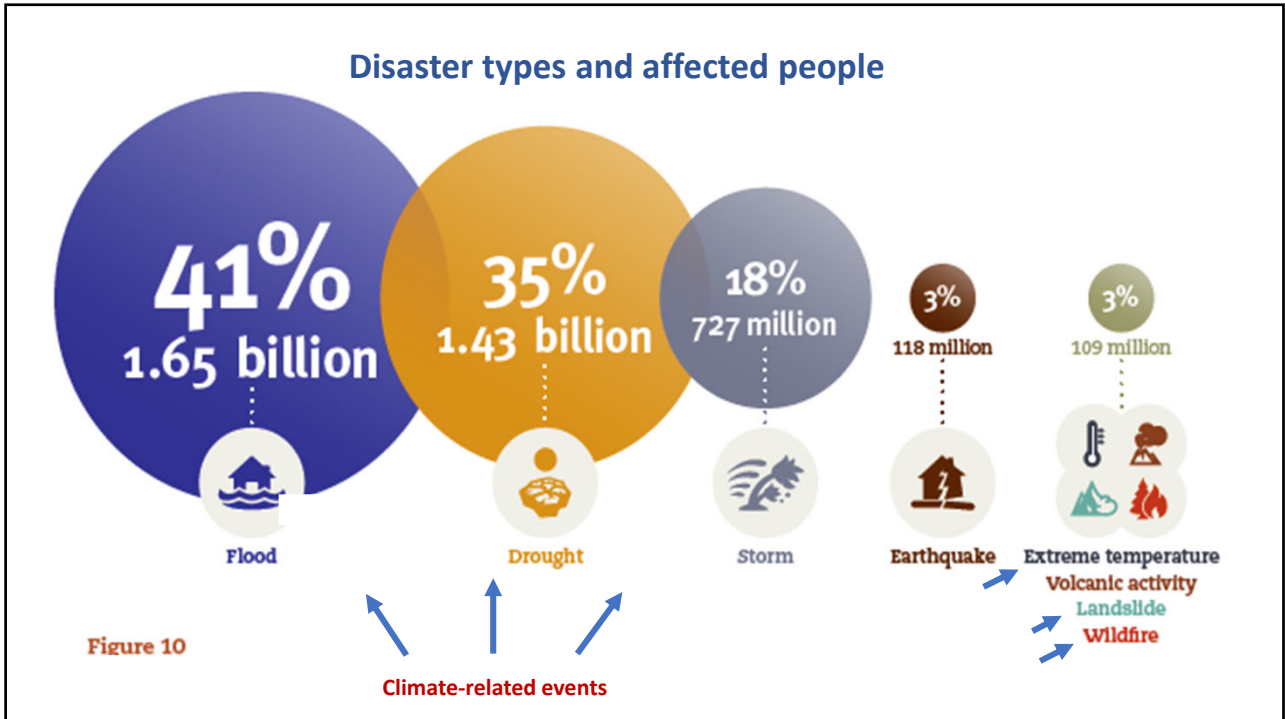 Disaster types and affected people
41%
1.65 billion
35%
1.43 billion
18%
727 million
3%
118 million
3%
109 million
Flood
Drought
Storm
Earthquake
Extreme temperature
Volcanic activity
Landslide
Wildfire
Figure 10
Climate-related events